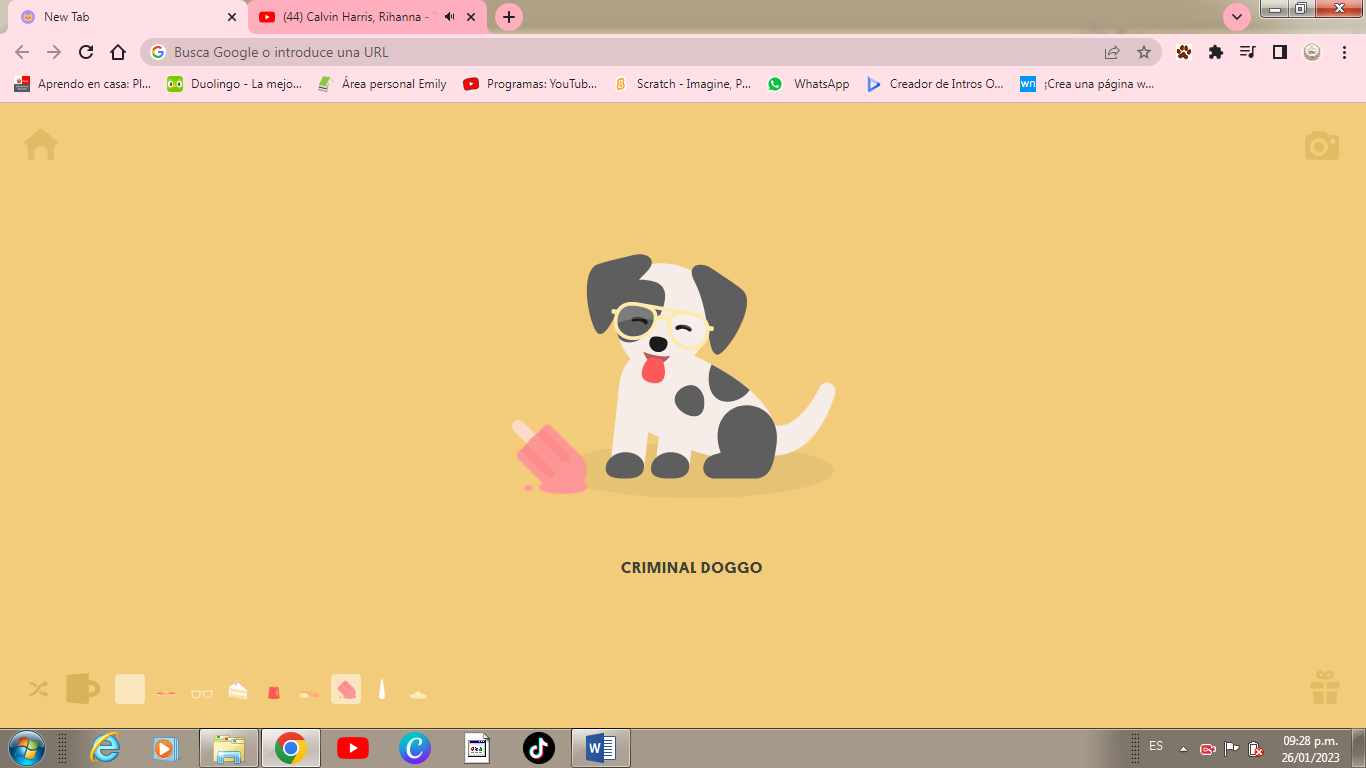 New Tab
(44) Calvin Harris, Rihanna -
Busca Google o introduce una URL
Aprendo en casa: Pl...
Duolingo - La mejo...
Área personal Emily
Programas: YouTub...
Scratch - Imagine, P...
WhatsApp
Creador de Intros O...
wn
¡Crea una página w...
CRIMINAL DOGGO
ES
09:28 p.m.
26/01/2023